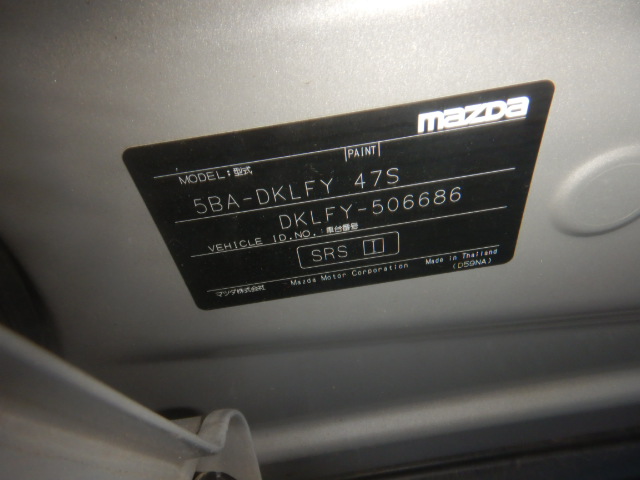 mazda
MODEL:型式 PAINT
5BA-DKLFY 47S
DKLFY-506686
VEHICLE ID.NO.:車台番号
SRS
マツダ株式会社 Mazda Motor Corporation Made in Thailand
(DS9NA)